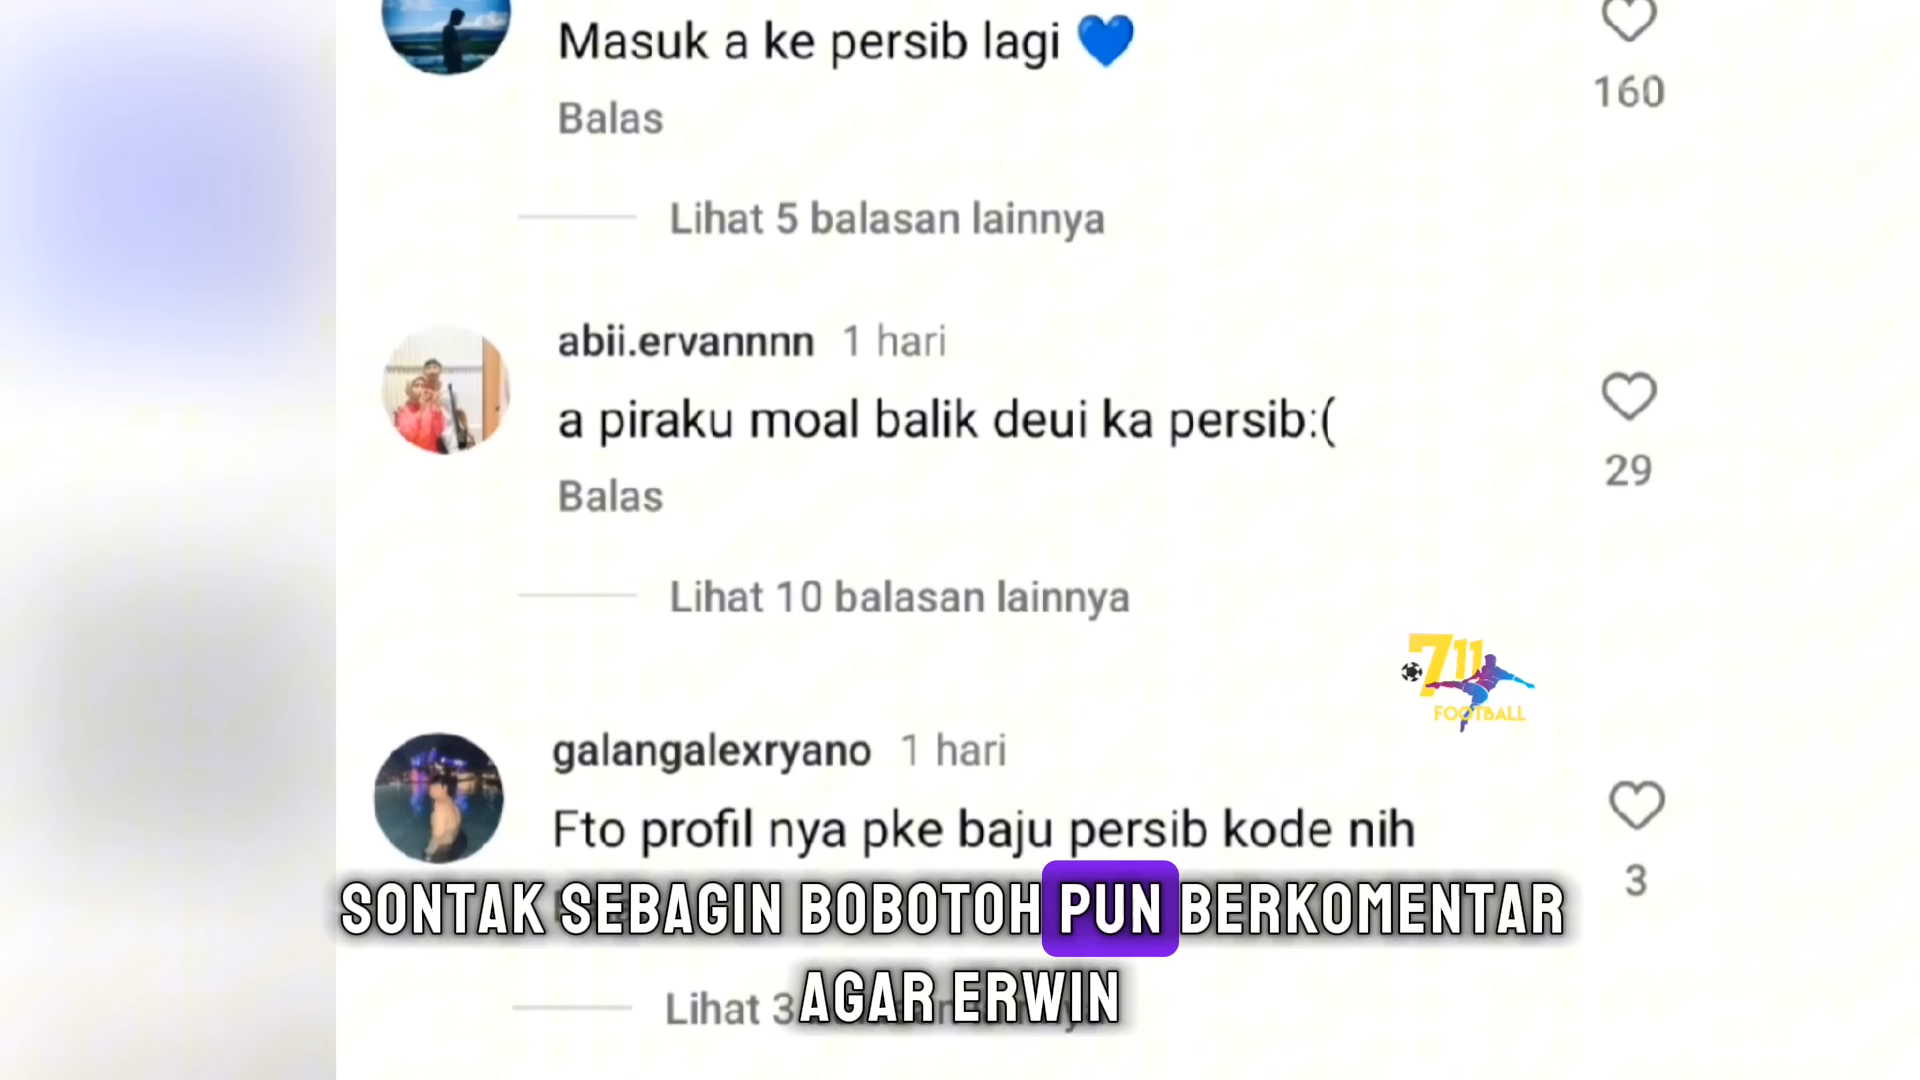 Masuk a ke persib lagi 💙
160
Balas
Lihat 5 balasan lainnya
abii.ervannnn 1 hari
a piraku moal balik deui ka persib:(
29
Balas
Lihat 10 balasan lainnya
711
FOOTBALL
galangalexryano 1 hari
Fto profil nya pke baju persib kode nih
3
SONTAK SEBAGIN BOBOTOH PUN BERKOMENTAR
Lihat 3
AGAR ERWIN